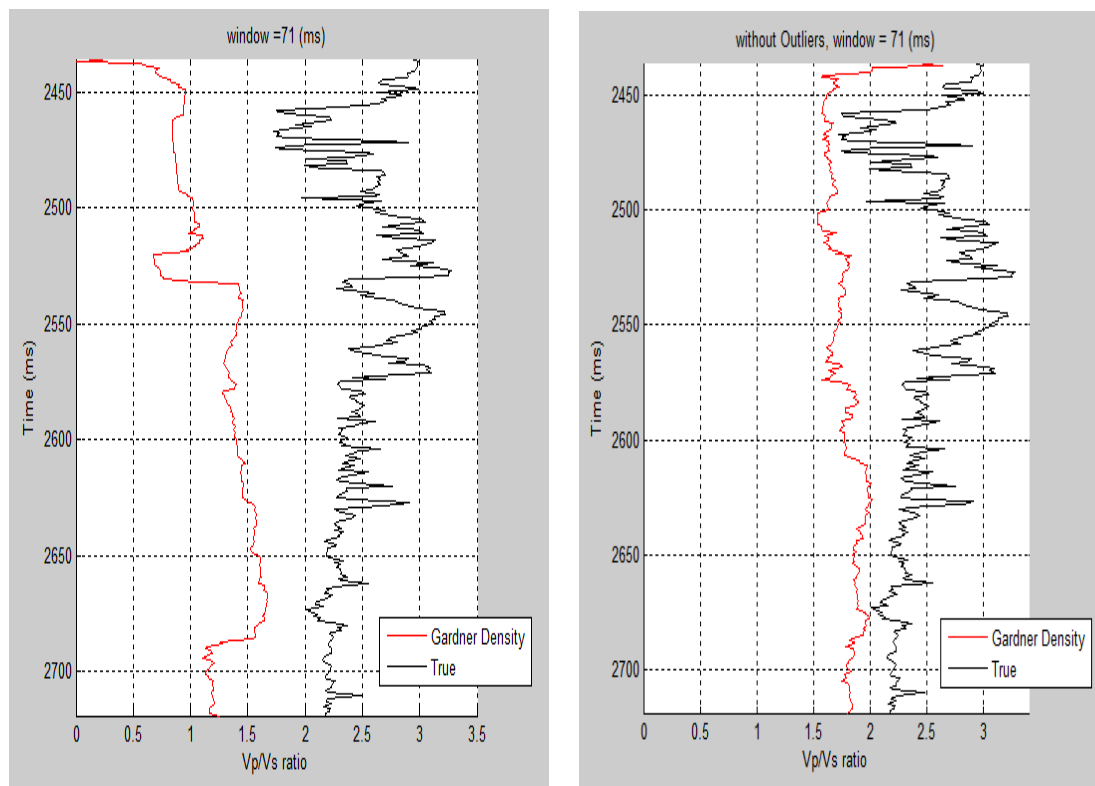 window =71 (ms)
2450
2500
2550
2600
2650
2700
Time (ms)
0 0.5 1 1.5 2 2.5 3 3.5
Vp/Vs ratio
Gardner Density
True
without Outliers, window = 71 (ms)
2450
2500
2550
2600
2650
2700
Time (ms)
0 0.5 1 1.5 2 2.5 3
Vp/Vs ratio
Gardner Density
True